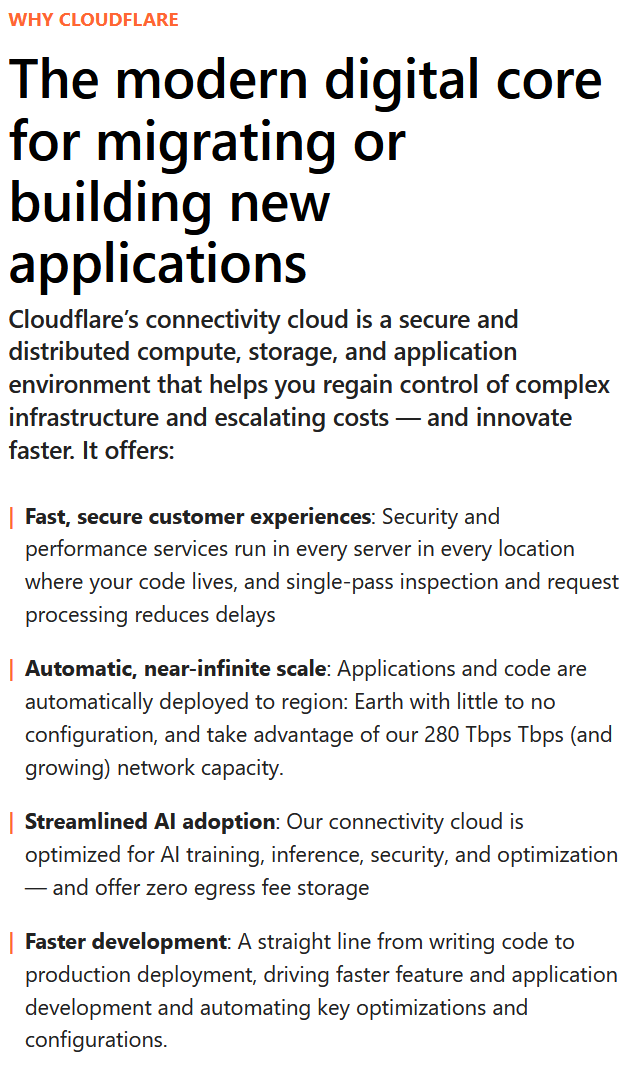 WHY CLOUDFLARE
The modern digital core
for migrating or
building new
applications
Cloudflare’s connectivity cloud is a secure and
distributed compute, storage, and application
environment that helps you regain control of complex
infrastructure and escalating costs — and innovate
faster. It offers:
Fast, secure customer experiences: Security and
performance services run in every server in every location
where your code lives, and single-pass inspection and request
processing reduces delays
Automatic, near-infinite scale: Applications and code are
automatically deployed to region: Earth with little to no
configuration, and take advantage of our 280 Tbps Tbps (and
growing) network capacity.
Streamlined AI adoption: Our connectivity cloud is
optimized for AI training, inference, security, and optimization
— and offer zero egress fee storage
Faster development: A straight line from writing code to
production deployment, driving faster feature and application
development and automating key optimizations and
configurations.